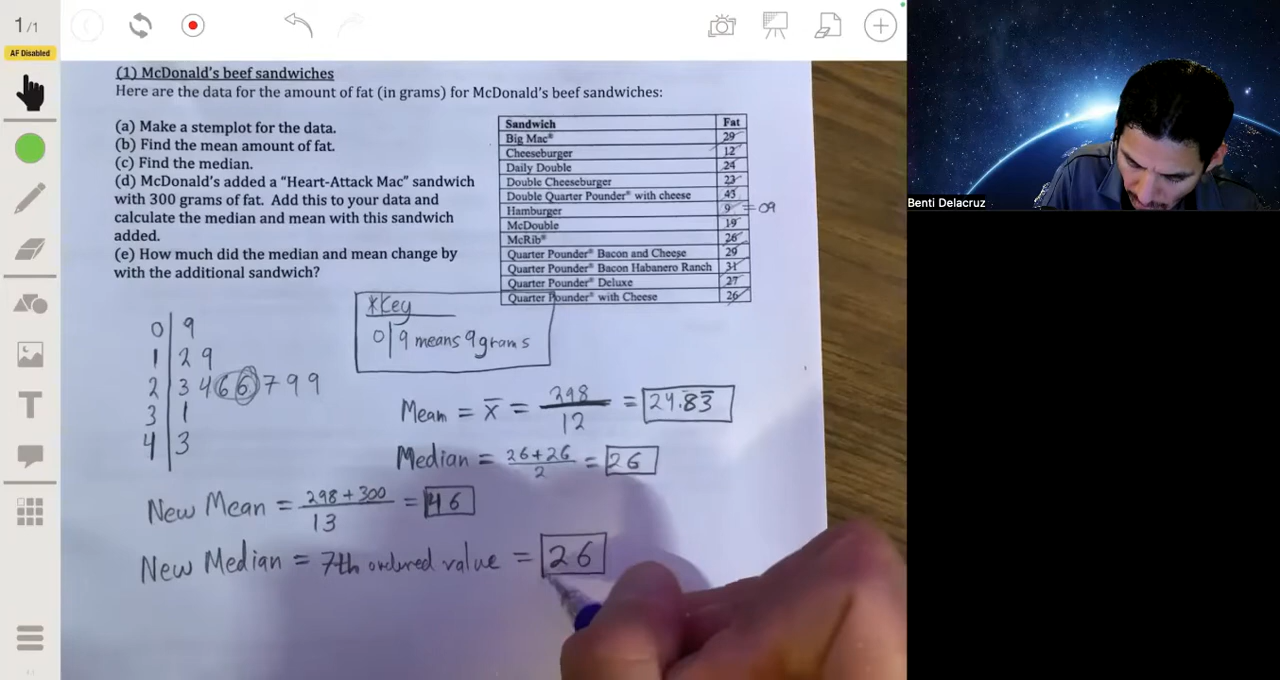 1/1
AF Disabled
(1) McDonald's beef sandwiches
Here are the data for the amount of fat (in grams) for McDonald's beef sandwiches:
(a) Make a stemplot for the data.
(b) Find the mean amount of fat.
(c) Find the median.
(d) McDonald's added a "Heart-Attack Mac" sandwich
with 300 grams of fat. Add this to your data and
calculate the median and mean with this sandwich
added.
(e) How much did the median and mean change by
with the additional sandwich?
Sandwich Fat
Big Mac® 29
Cheeseburger 12
Daily Double 24
Double Cheeseburger 23
Double Quarter Pounder® with cheese 43
Hamburger 9 = 09
McDouble 19
McRib® 26
Quarter Pounder® Bacon and Cheese 29
Quarter Pounder® Bacon Habanero Ranch 31
Quarter Pounder® Deluxe 27
Quarter Pounder® with Cheese 26
*Key
0|9 means 9 grams
0 | 9
1 | 2 9
2 | 3 4 6 6 7 9 9
3 | 1
4 | 3
Mean = x̄ = 298/12 = 24.83̅
Median = 26+26/2 = 26
New Mean = 298+300/13 = 46
New Median = 7th ordered value = 26
Benti Delacruz
T